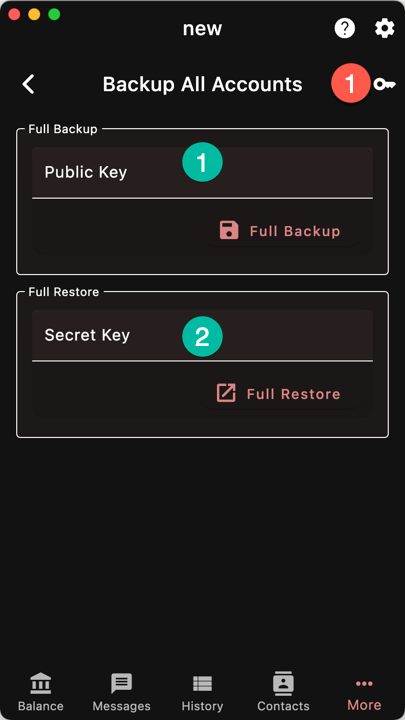 new
Backup All Accounts
1
Full Backup
1
Public Key
Full Backup
Full Restore
Secret Key
2
Full Restore
Balance
Messages
History
Contacts
More